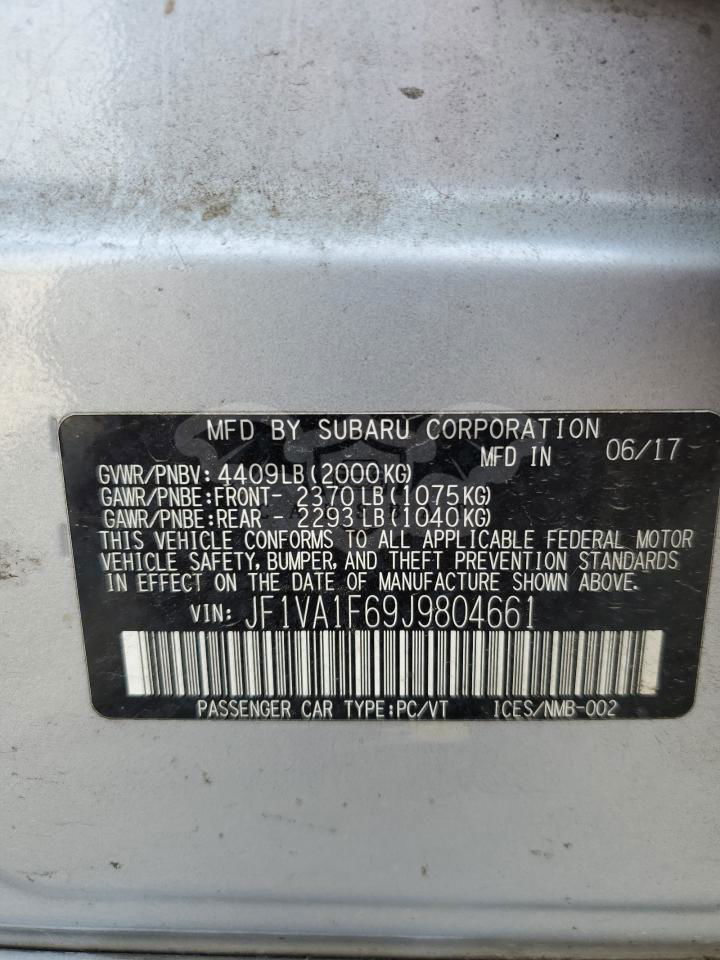 MFD BY SUBARU CORPORATION
MFD IN 06/17
GVWR/PNBV: 4409LB(2000KG)
GAWR/PNBE:FRONT- 2370LB(1075KG)
GAWR/PNBE:REAR - 2293LB(1040KG)
THIS VEHICLE CONFORMS TO ALL APPLICABLE FEDERAL MOTOR
VEHICLE SAFETY, BUMPER, AND THEFT PREVENTION STANDARDS
IN EFFECT ON THE DATE OF MANUFACTURE SHOWN ABOVE.
VIN: JF1VA1F69J9804661
PASSENGER CAR TYPE:PC/VT ICES/NMB-002